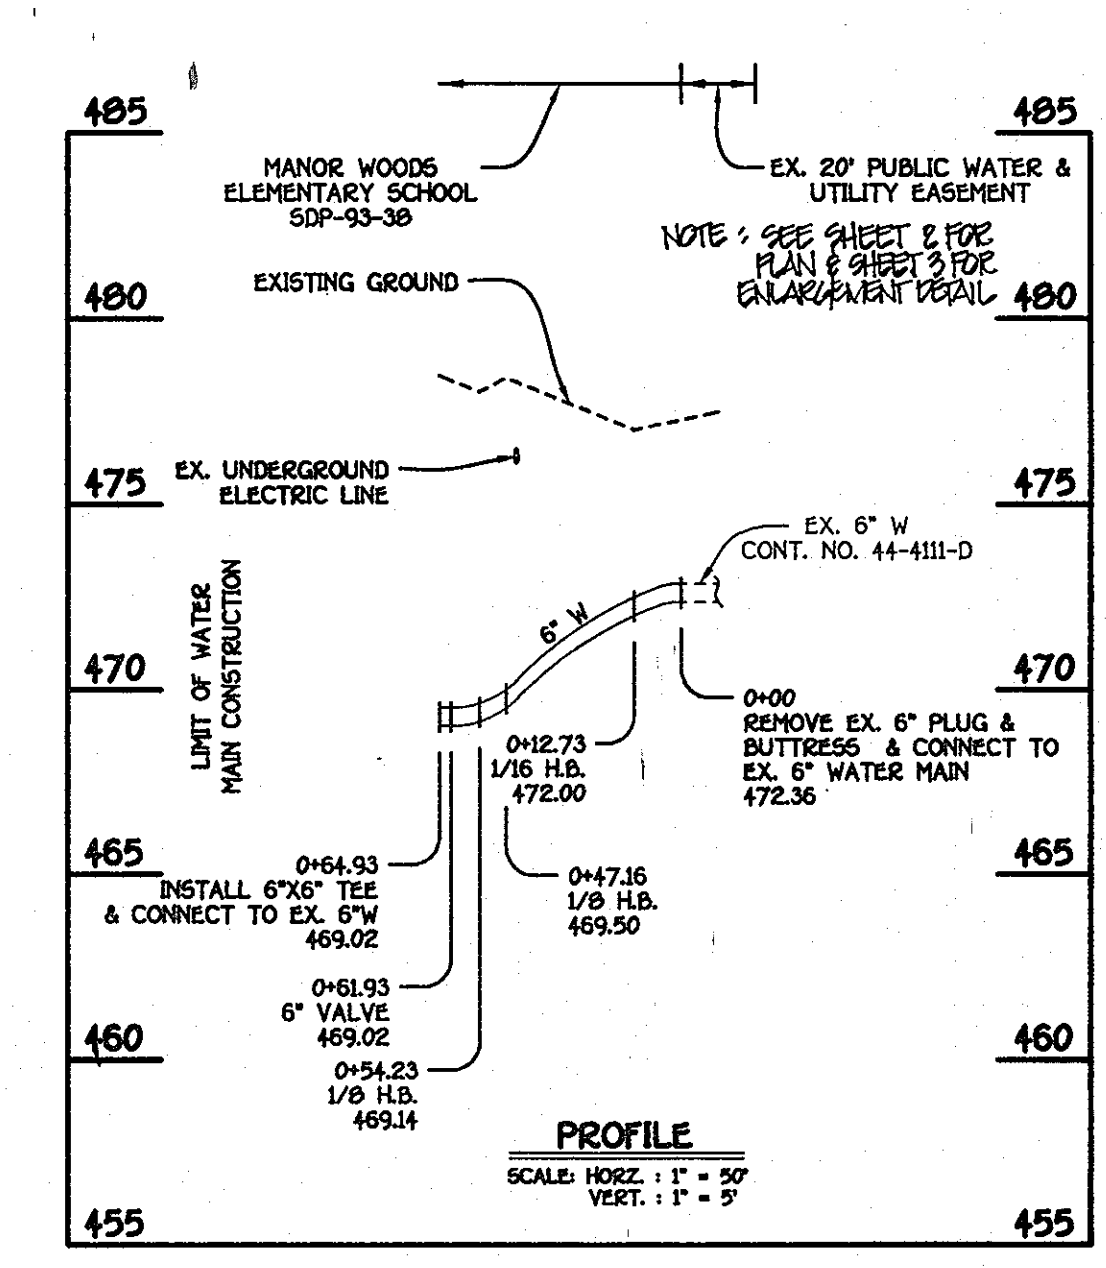 485
485
MANOR WOODS
ELEMENTARY SCHOOL
SDP-93-38
EX. 20' PUBLIC WATER &
UTILITY EASEMENT
NOTE : SEE SHEET 2 FOR
PLAN & SHEET 3 FOR
ENLARGEMENT DETAIL
EXISTING GROUND
480
480
EX. UNDERGROUND
ELECTRIC LINE
475
475
EX. 6" W
CONT. NO. 44-4111-D
LIMIT OF WATER
MAIN CONSTRUCTION
6" W
470
470
0+00
REMOVE EX. 6" PLUG &
BUTTRESS & CONNECT TO
EX. 6" WATER MAIN
472.36
0+12.73
1/16 H.B.
472.00
465
465
0+64.93
INSTALL 6"X6" TEE
& CONNECT TO EX. 6"W
469.02
0+47.16
1/8 H.B.
469.50
0+61.93
6" VALVE
469.02
460
460
0+54.23
1/8 H.B.
469.14
PROFILE
SCALE: HORZ. : 1" = 50'
VERT. : 1" = 5'
455
455